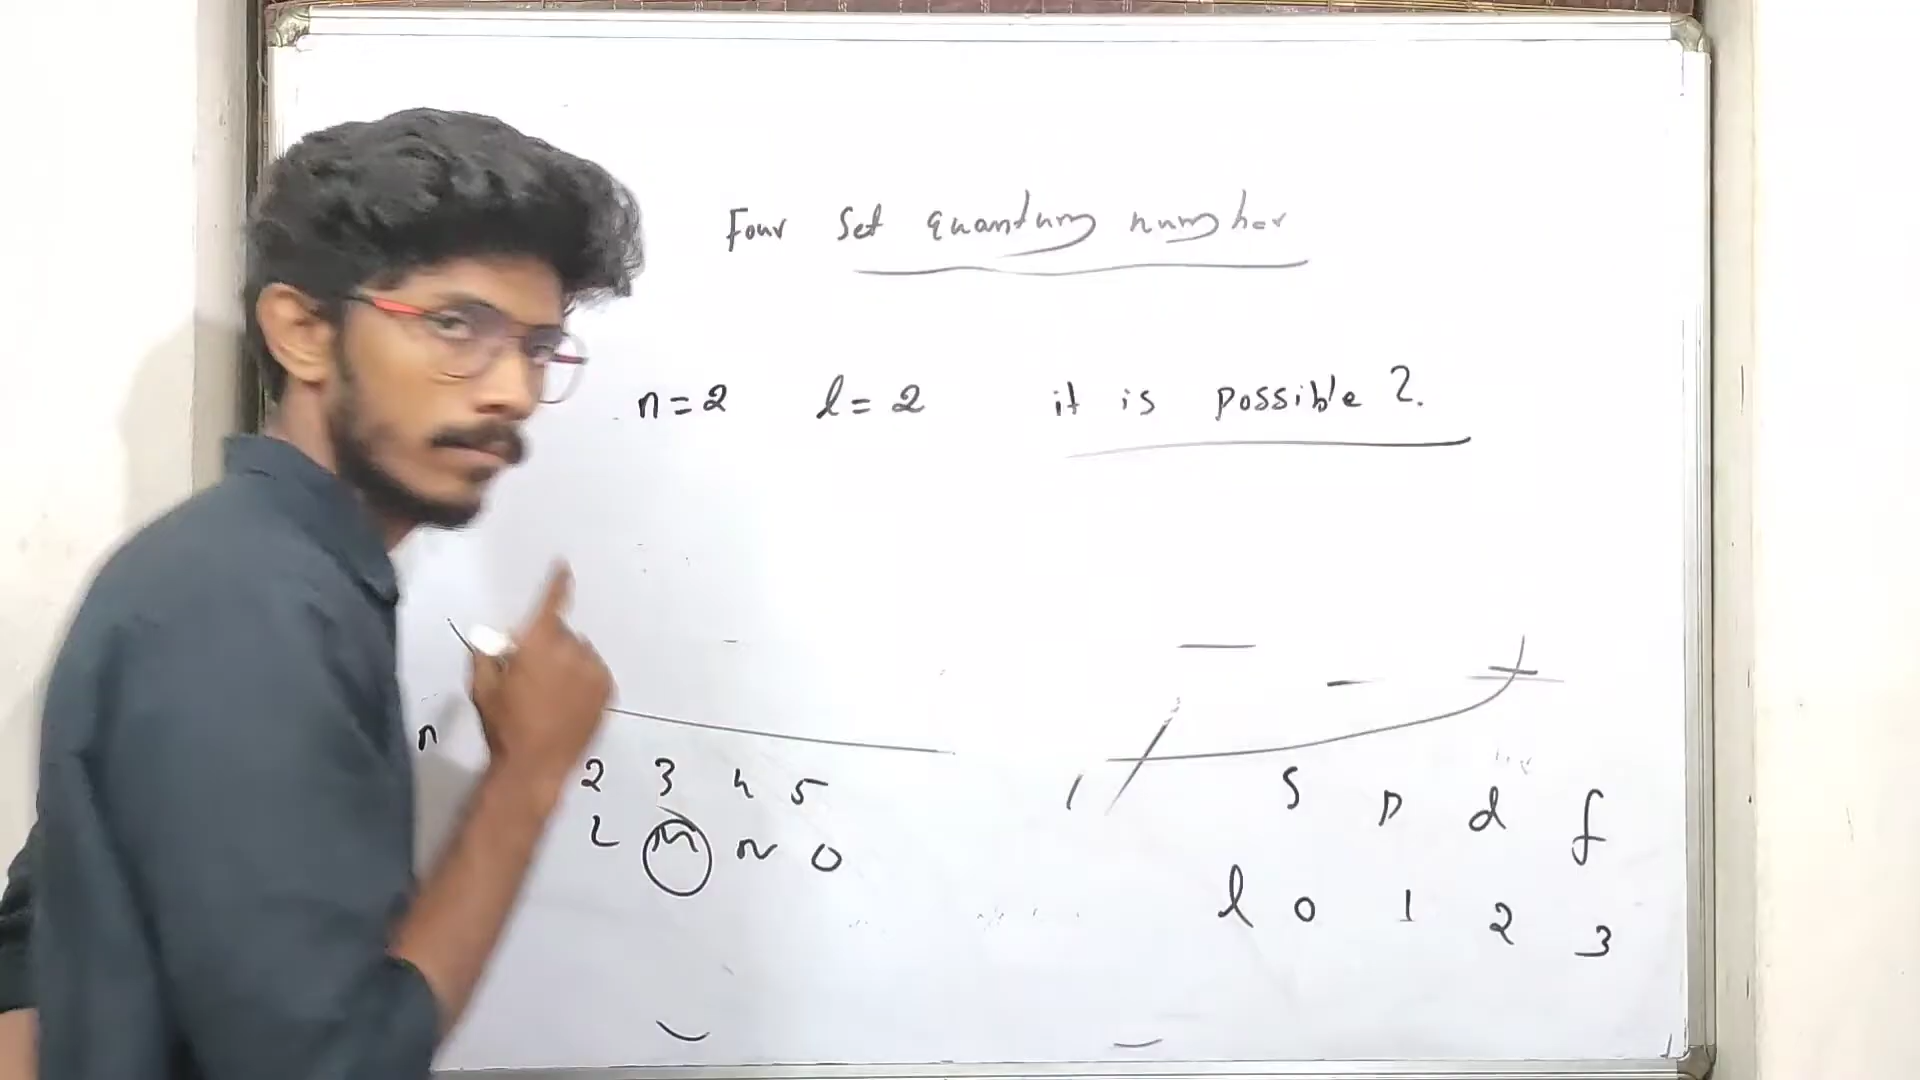 Four Set quantum number
n=2 l=2 it is possible ?
n
2 3 4 5
L M N O
s p d f
l 0 1 2 3